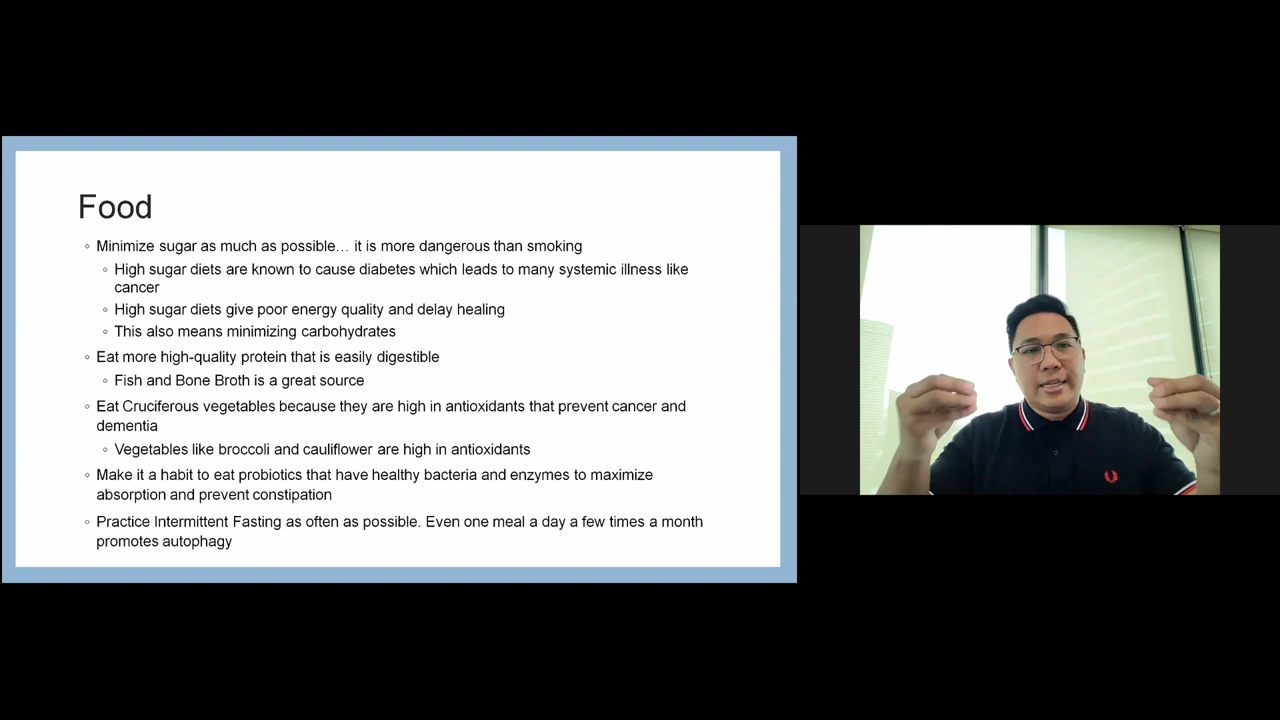 Food
Minimize sugar as much as possible… it is more dangerous than smoking
High sugar diets are known to cause diabetes which leads to many systemic illness like
cancer
High sugar diets give poor energy quality and delay healing
This also means minimizing carbohydrates
Eat more high-quality protein that is easily digestible
Fish and Bone Broth is a great source
Eat Cruciferous vegetables because they are high in antioxidants that prevent cancer and
dementia
Vegetables like broccoli and cauliflower are high in antioxidants
Make it a habit to eat probiotics that have healthy bacteria and enzymes to maximize
absorption and prevent constipation
Practice Intermittent Fasting as often as possible. Even one meal a day a few times a month
promotes autophagy